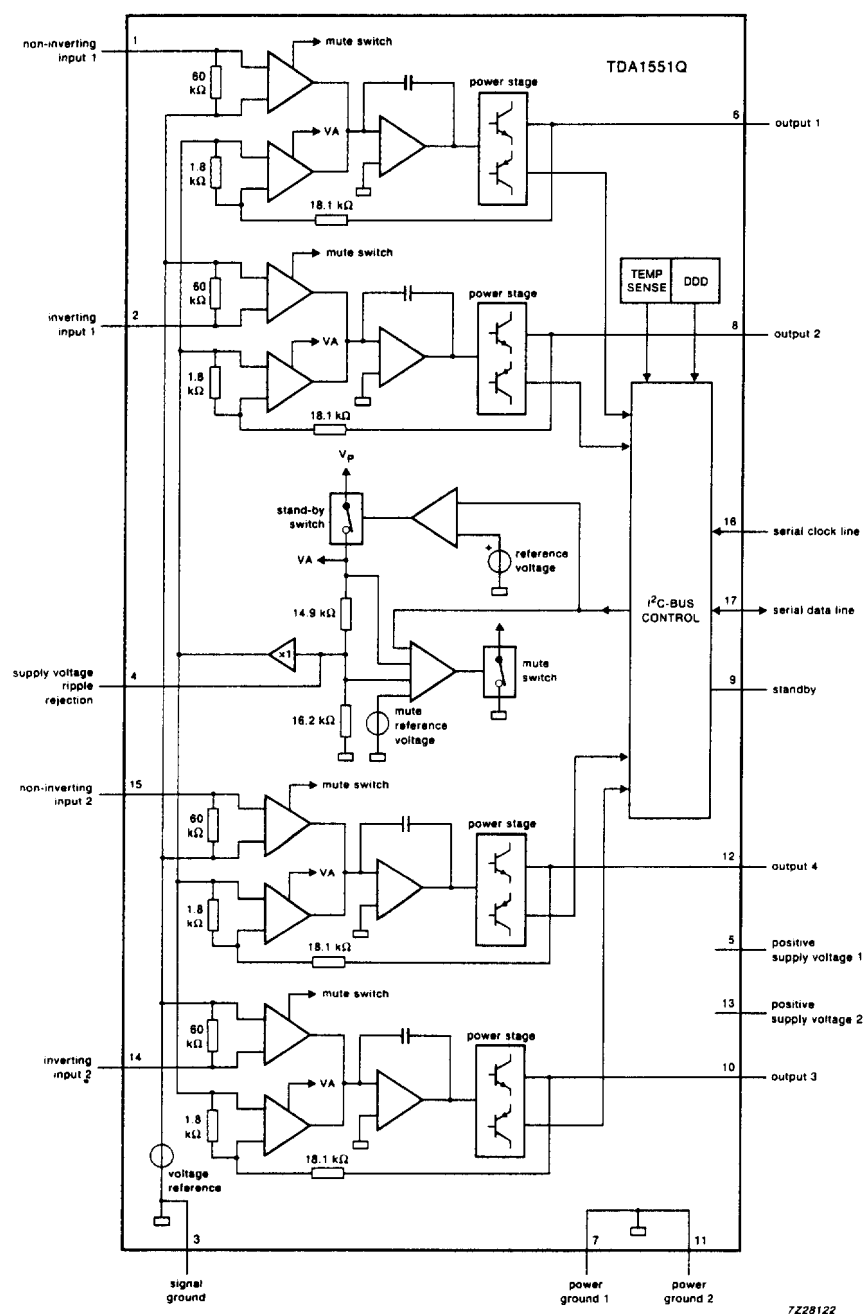 non-inverting
input 1
1
mute switch
TDA1551Q
60
kΩ
power stage
6
output 1
VA
1.8
kΩ
18.1 kΩ
mute switch
60
kΩ
power stage
TEMP
SENSE
DDD
inverting
input 1
2
8
output 2
VA
1.8
kΩ
18.1 kΩ
VP
stand-by
switch
16
serial clock line
+
reference
voltage
VA
14.9 kΩ
I²C-BUS
CONTROL
17
serial data line
x1
supply voltage
ripple
rejection
4
mute
switch
9
standby
16.2 kΩ
mute
reference
voltage
non-inverting
input 2
15
mute switch
60
kΩ
power stage
12
output 4
VA
1.8
kΩ
18.1 kΩ
5
positive
supply voltage 1
mute switch
13
positive
supply voltage 2
60
kΩ
power stage
inverting
input 2
14
10
output 3
VA
1.8
kΩ
18.1 kΩ
voltage
reference
3
7
11
signal
ground
power
ground 1
power
ground 2
7Z28122